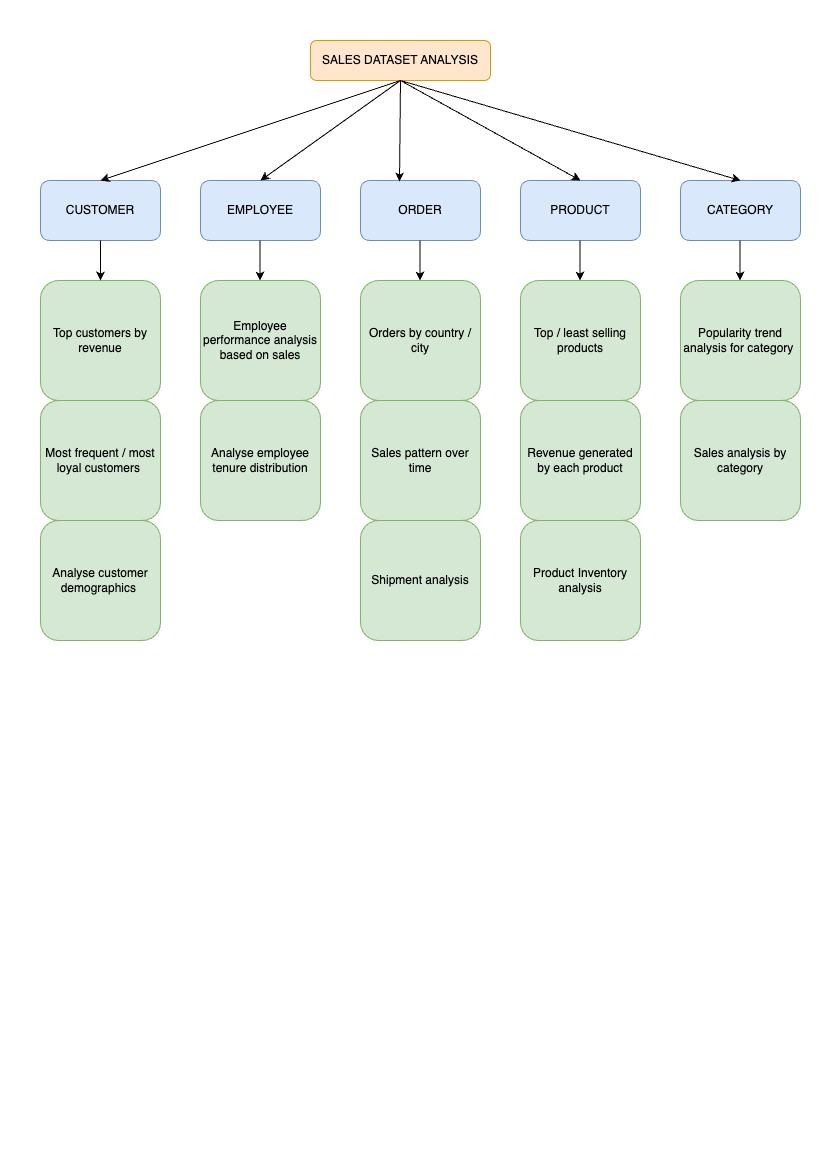 SALES DATASET ANALYSIS
CUSTOMER
EMPLOYEE
ORDER
PRODUCT
CATEGORY
Top customers by
revenue
Employee
performance analysis
based on sales
Orders by country /
city
Top / least selling
products
Popularity trend
analysis for category
Most frequent / most
loyal customers
Analyse employee
tenure distribution
Sales pattern over
time
Revenue generated
by each product
Sales analysis by
category
Analyse customer
demographics
Shipment analysis
Product Inventory
analysis